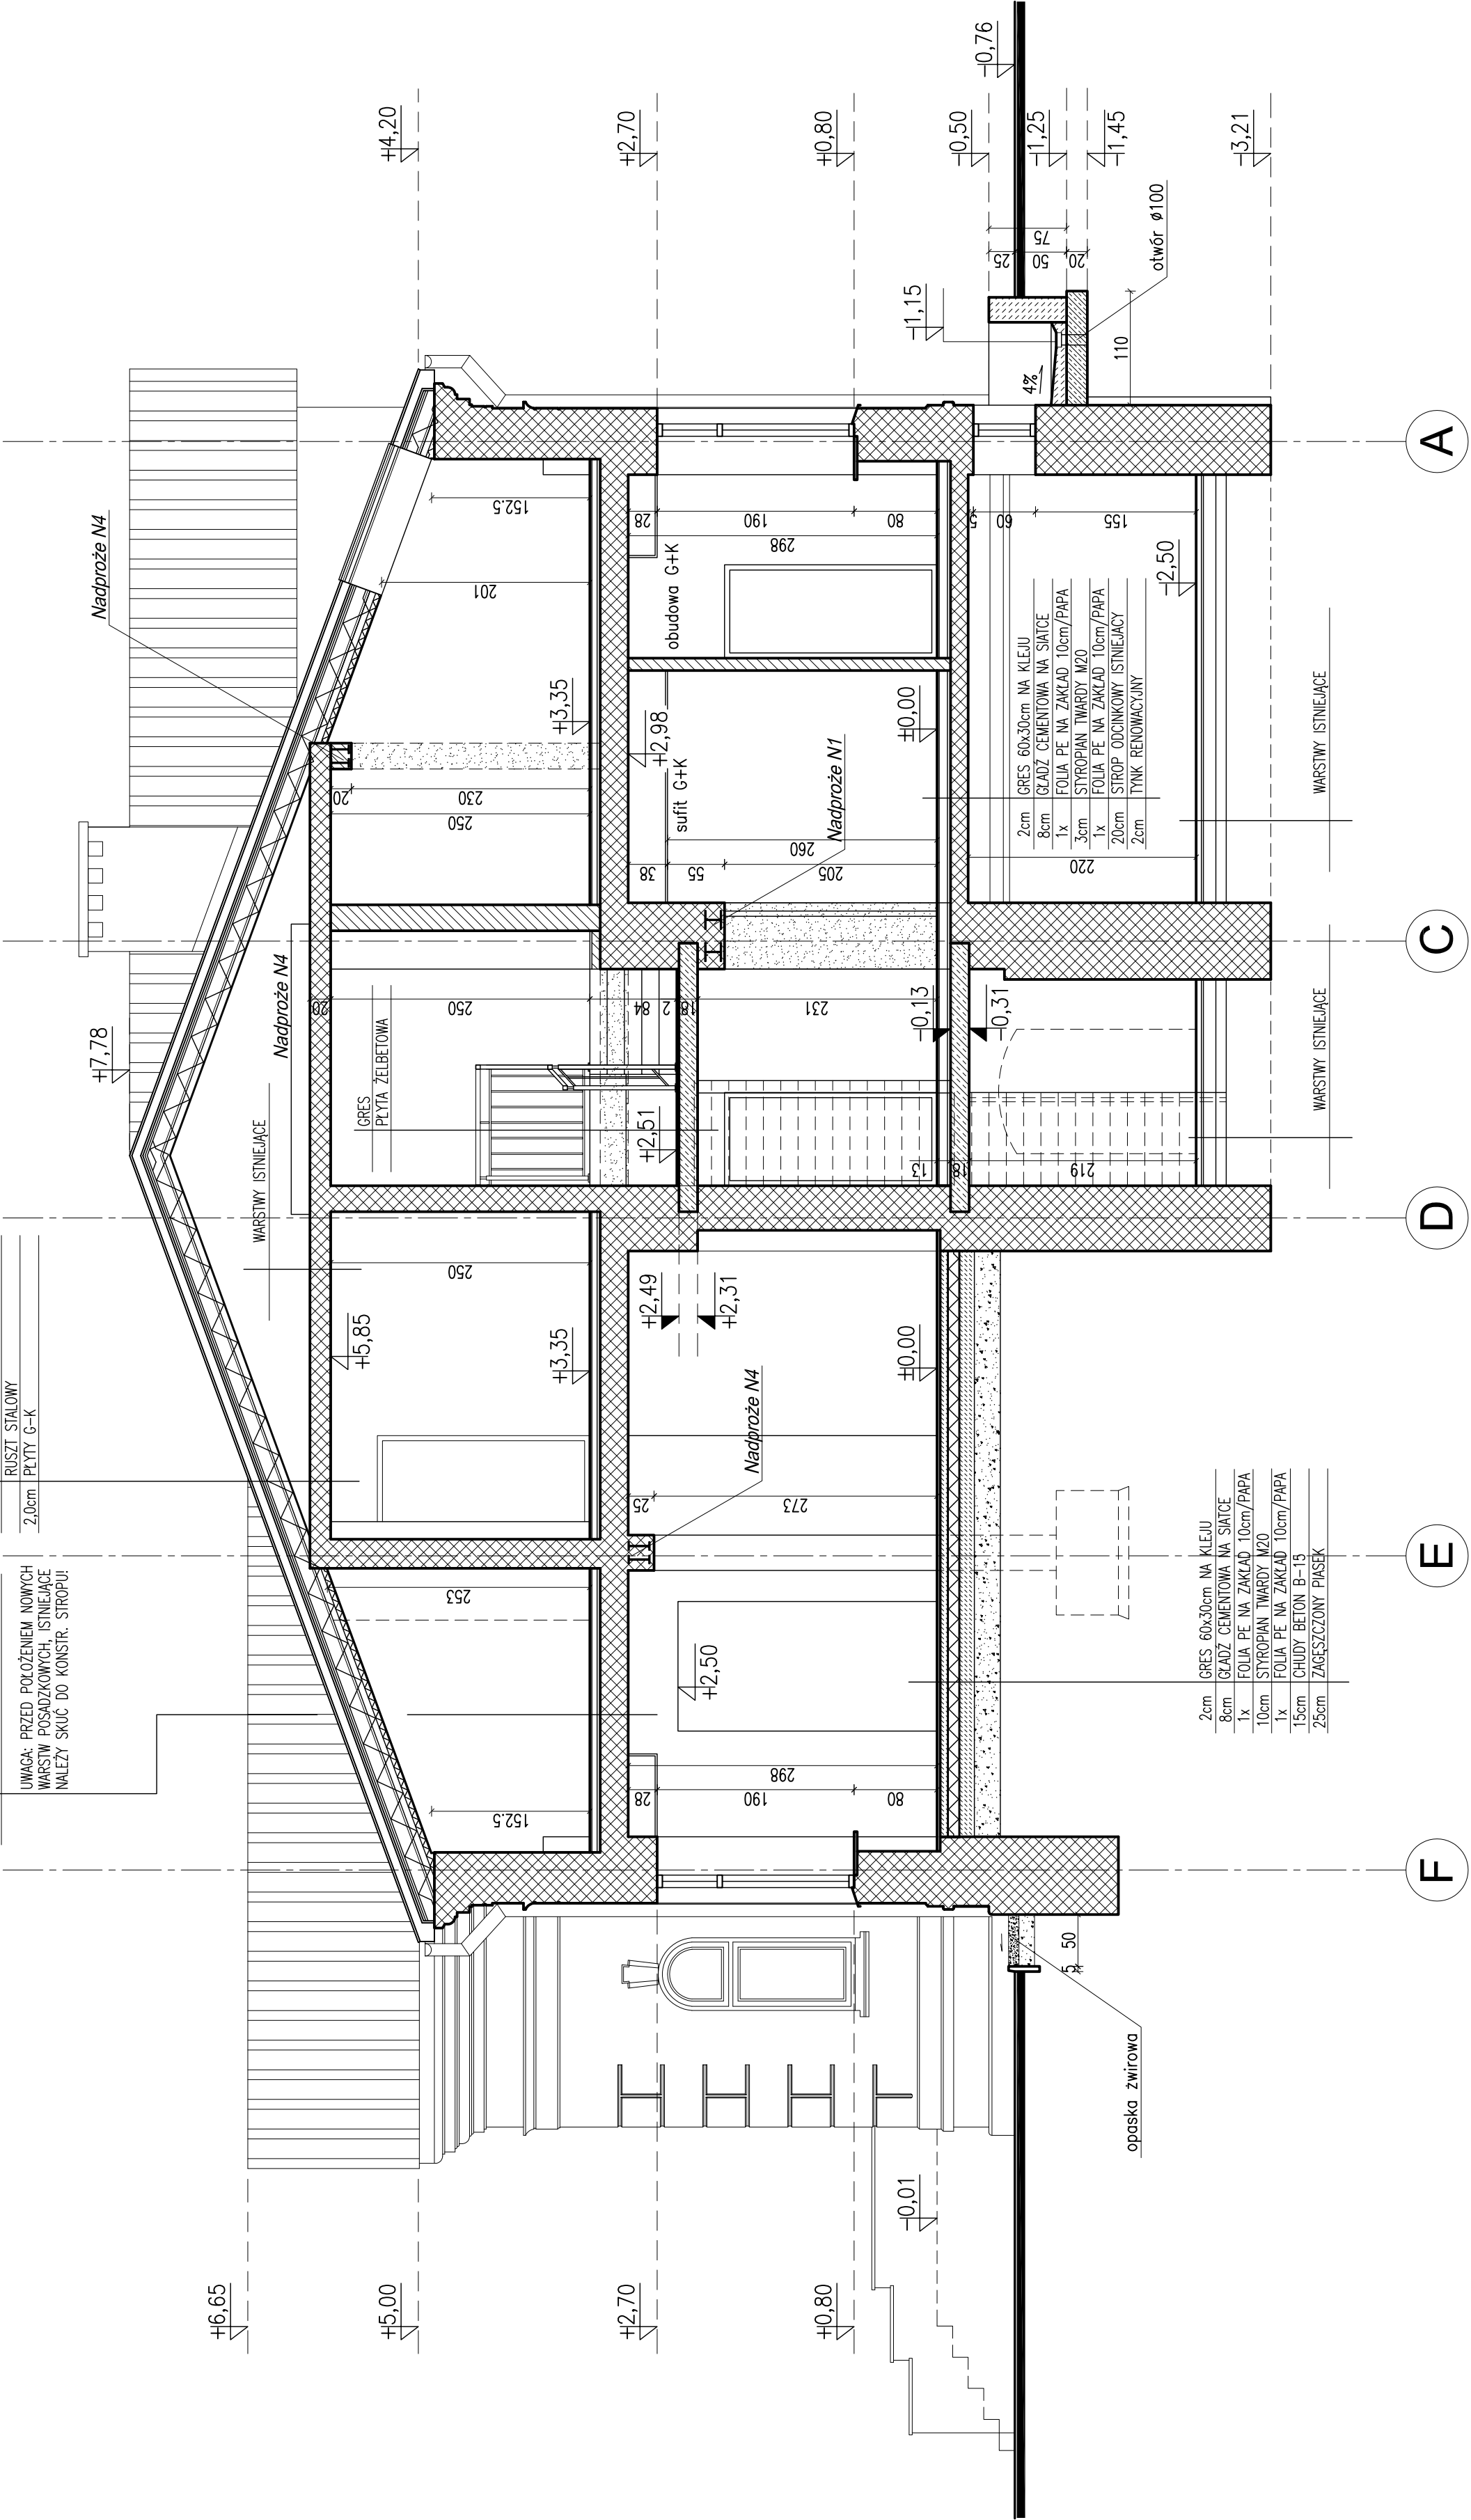 RUSZT STALOWY
2,0cm PŁYTY G-K
UWAGA: PRZED POŁOŻENIEM NOWYCH
WARSTW POSADZKOWYCH, ISTNIEJĄCE
NALEŻY SKUĆ DO KONSTR. STROPU!
+6,65
+5,00
+2,70
+0,80
-0,01
opaska żwirowa
5
50
152.5
253
28
190
80
298
+2,50
25
273
Nadproże N4
+5,85
+3,35
250
+2,49
+2,31
±0,00
WARSTWY ISTNIEJĄCE
Nadproże N4
+7,78
GRES
PŁYTA ŻELBETOWA
20
250
84
2
18
231
+2,51
13
18
219
-0,13
-0,31
Nadproże N4
20
230
250
+3,35
201
152.5
+2,98
sufit G+K
obudowa G+K
Nadproże N1
38
55
205
260
±0,00
28
190
80
298
5
60
155
220
-2,50
2cm GRES 60x30cm NA KLEJU
8cm GŁADŹ CEMENTOWA NA SIATCE
1x FOLIA PE NA ZAKŁAD 10cm/PAPA
3cm STYROPIAN TWARDY M20
1x FOLIA PE NA ZAKŁAD 10cm/PAPA
20cm STROP ODCINKOWY ISTNIEJĄCY
2cm TYNK RENOWACYJNY
WARSTWY ISTNIEJĄCE
WARSTWY ISTNIEJĄCE
2cm GRES 60x30cm NA KLEJU
8cm GŁADŹ CEMENTOWA NA SIATCE
1x FOLIA PE NA ZAKŁAD 10cm/PAPA
10cm STYROPIAN TWARDY M20
1x FOLIA PE NA ZAKŁAD 10cm/PAPA
15cm CHUDY BETON B-15
25cm ZAGĘSZCZONY PIASEK
+4,20
+2,70
+0,80
-0,50
-0,76
-1,25
-1,45
-3,21
-1,15
4%
25
50
75
20
110
otwór ø100
F
E
D
C
A